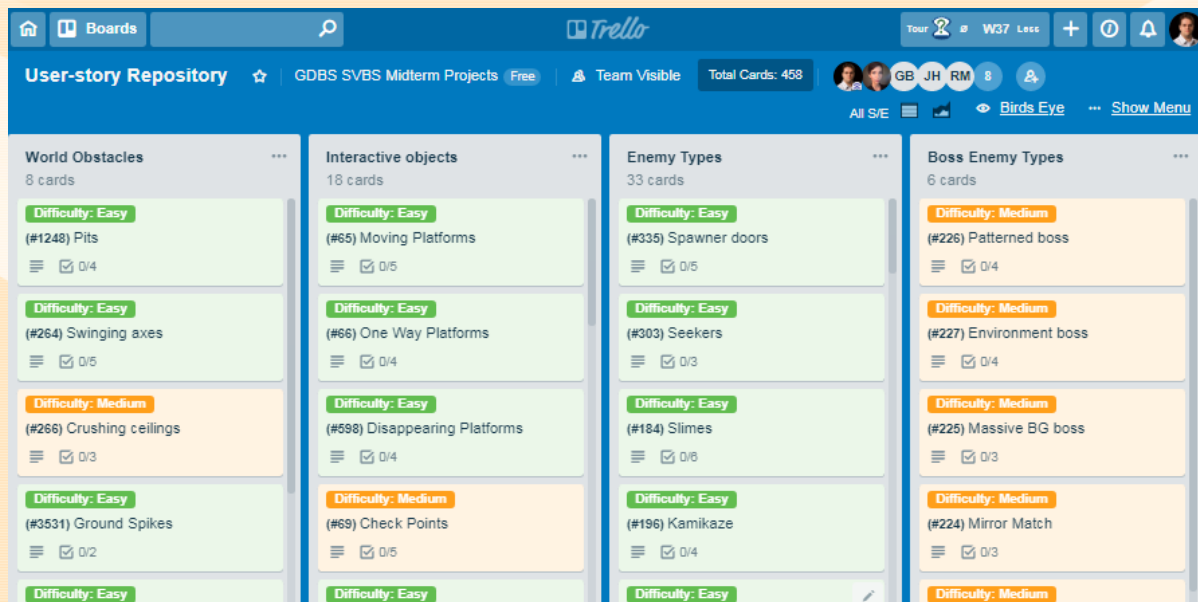 Boards
Trello
Tour W37 Less
User-story Repository GDBS SVBS Midterm Projects Free Team Visible Total Cards: 458 GB JH RM 8
All S/E Birds Eye ... Show Menu
World Obstacles
8 cards
Difficulty: Easy
(#1248) Pits
0/4
Difficulty: Easy
(#264) Swinging axes
0/5
Difficulty: Medium
(#266) Crushing ceilings
0/3
Difficulty: Easy
(#3531) Ground Spikes
0/2
Difficulty: Easy
Interactive objects
18 cards
Difficulty: Easy
(#65) Moving Platforms
0/5
Difficulty: Easy
(#66) One Way Platforms
0/4
Difficulty: Easy
(#598) Disappearing Platforms
0/4
Difficulty: Medium
(#69) Check Points
0/5
Difficulty: Easy
Enemy Types
33 cards
Difficulty: Easy
(#335) Spawner doors
0/5
Difficulty: Easy
(#303) Seekers
0/3
Difficulty: Easy
(#184) Slimes
0/6
Difficulty: Easy
(#196) Kamikaze
0/4
Difficulty: Easy
Boss Enemy Types
6 cards
Difficulty: Medium
(#226) Patterned boss
0/4
Difficulty: Medium
(#227) Environment boss
0/4
Difficulty: Medium
(#225) Massive BG boss
0/3
Difficulty: Medium
(#224) Mirror Match
0/3
Difficulty: Medium